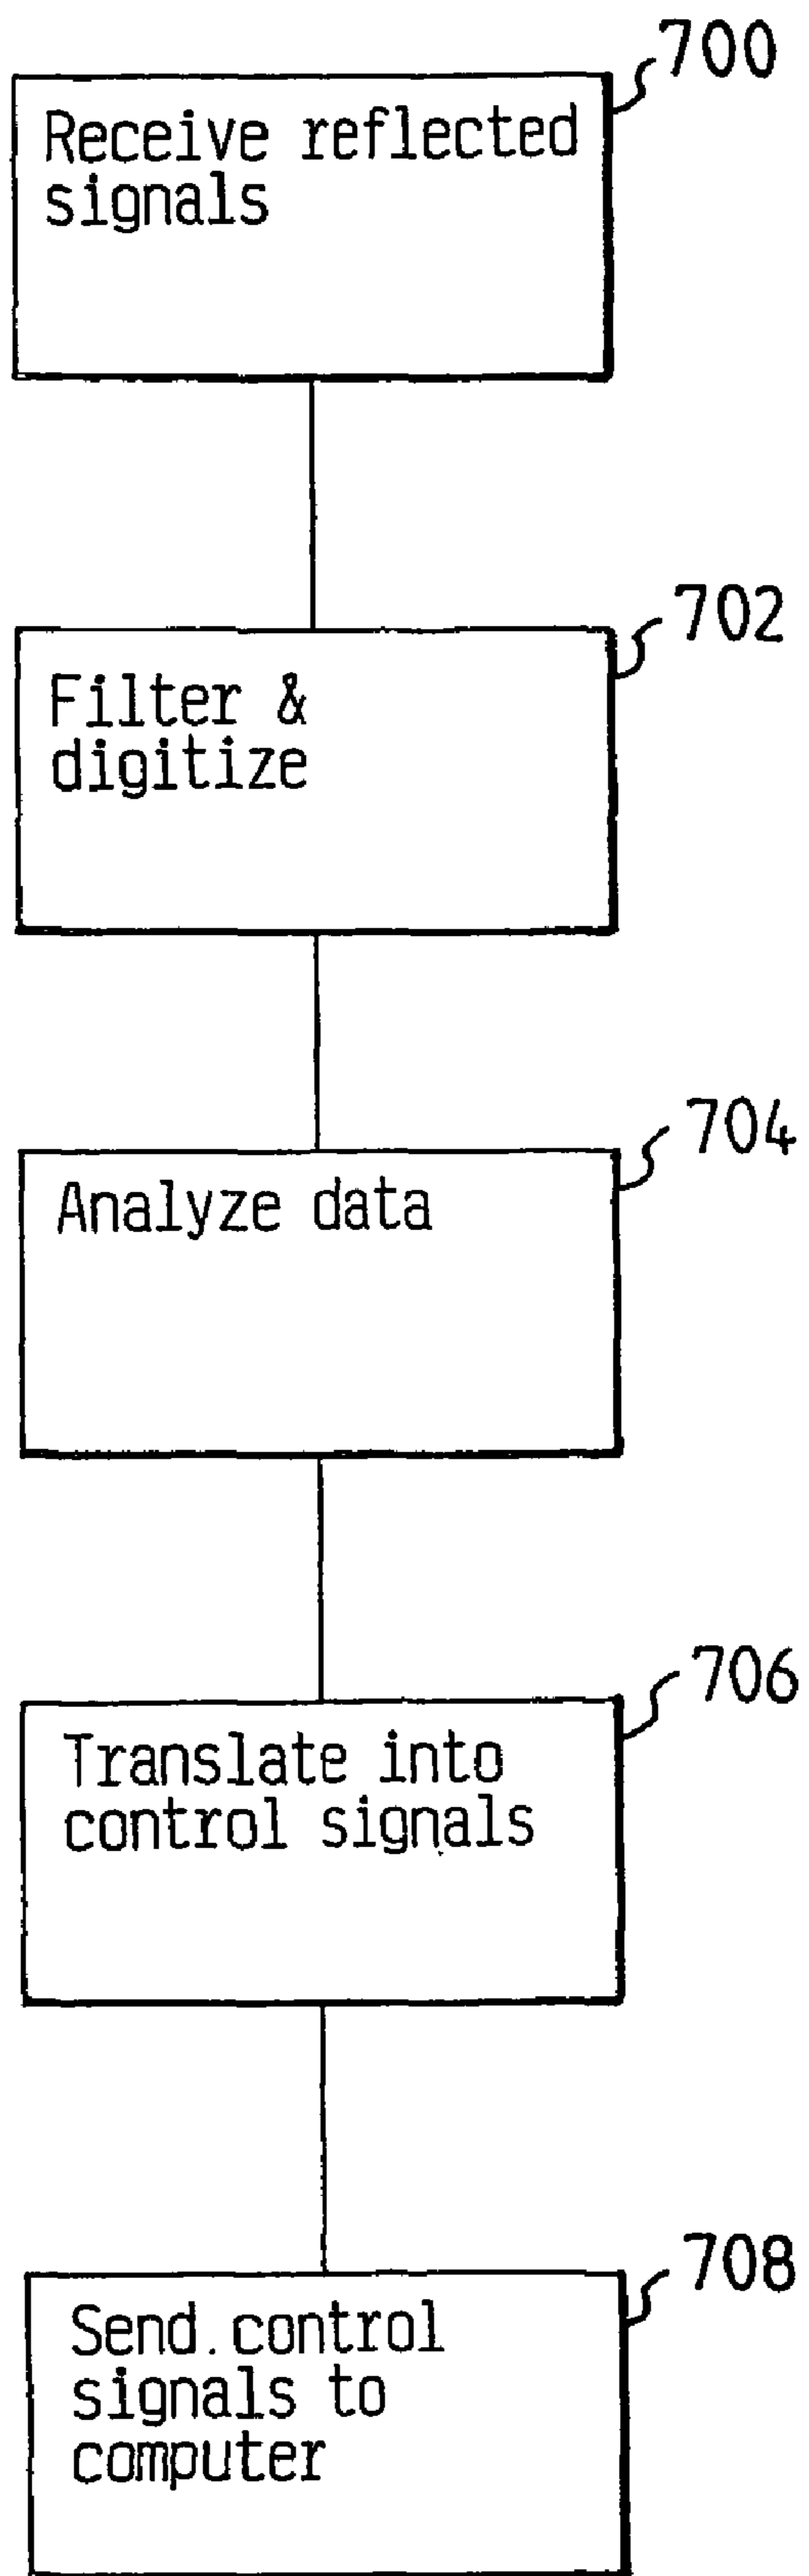 700
Receive reflected
signals
702
Filter &
digitize
704
Analyze data
706
Translate into
control signals
708
Send.control
signals to
computer